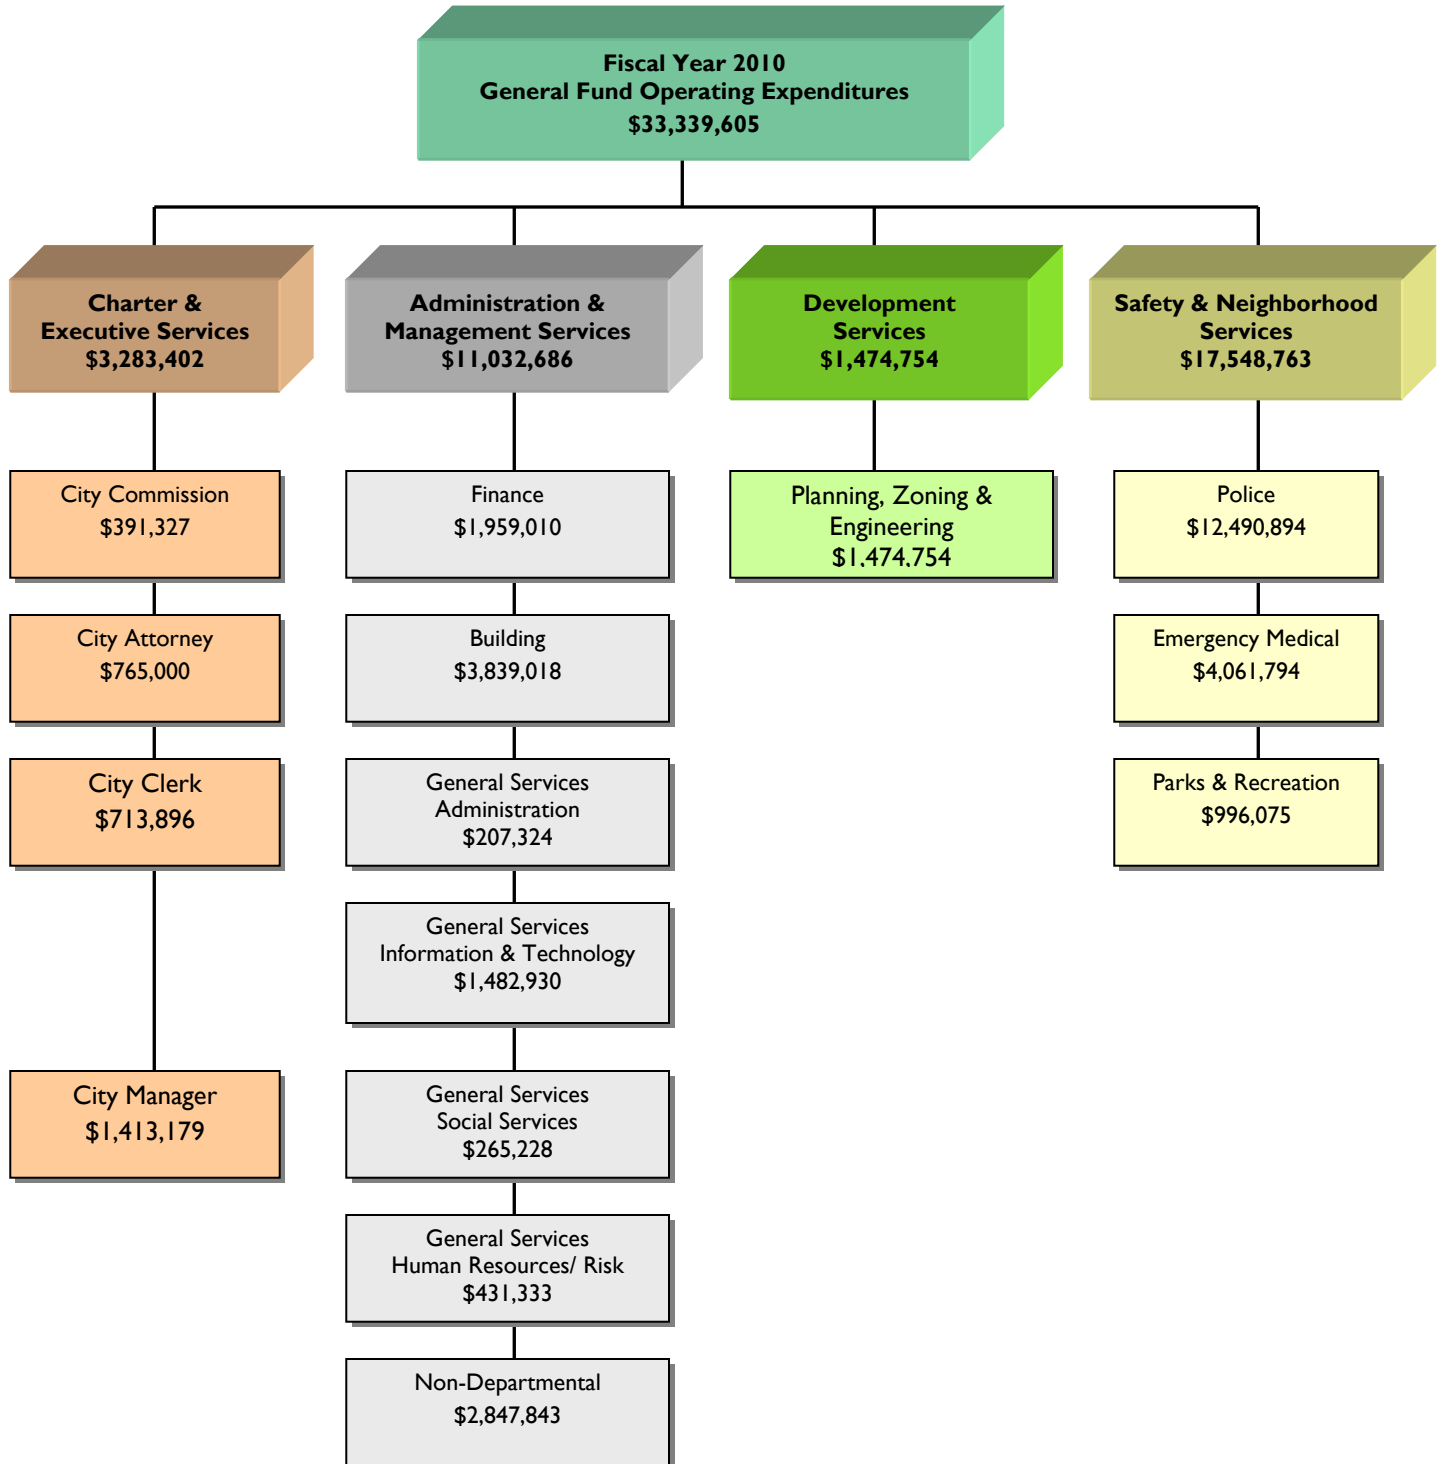 Fiscal Year 2010
General Fund Operating Expenditures
$33,339,605
Charter &
Executive Services
$3,283,402
Administration &
Management Services
$11,032,686
Development
Services
$1,474,754
Safety & Neighborhood
Services
$17,548,763
City Commission
$391,327
City Attorney
$765,000
City Clerk
$713,896
City Manager
$1,413,179
Finance
$1,959,010
Building
$3,839,018
General Services
Administration
$207,324
General Services
Information & Technology
$1,482,930
General Services
Social Services
$265,228
General Services
Human Resources/ Risk
$431,333
Non-Departmental
$2,847,843
Planning, Zoning &
Engineering
$1,474,754
Police
$12,490,894
Emergency Medical
$4,061,794
Parks & Recreation
$996,075